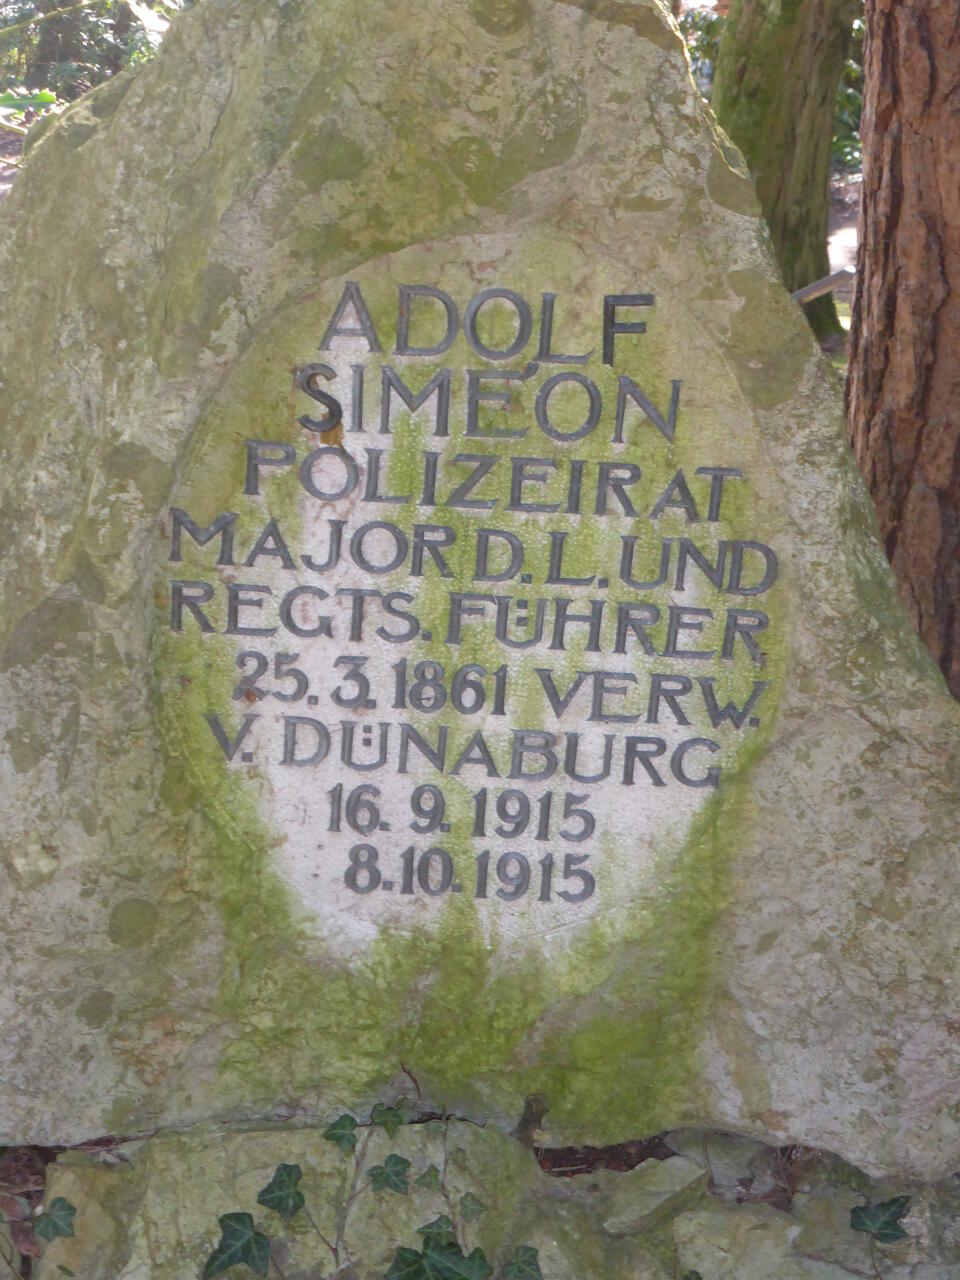 ADOLF
SIMEON
POLIZEIRAT
MAJOR D. L. UND
REGTS. FÜHRER
25. 3. 1861 VERW.
V. DÜNABURG
16. 9. 1915
8. 10. 1915